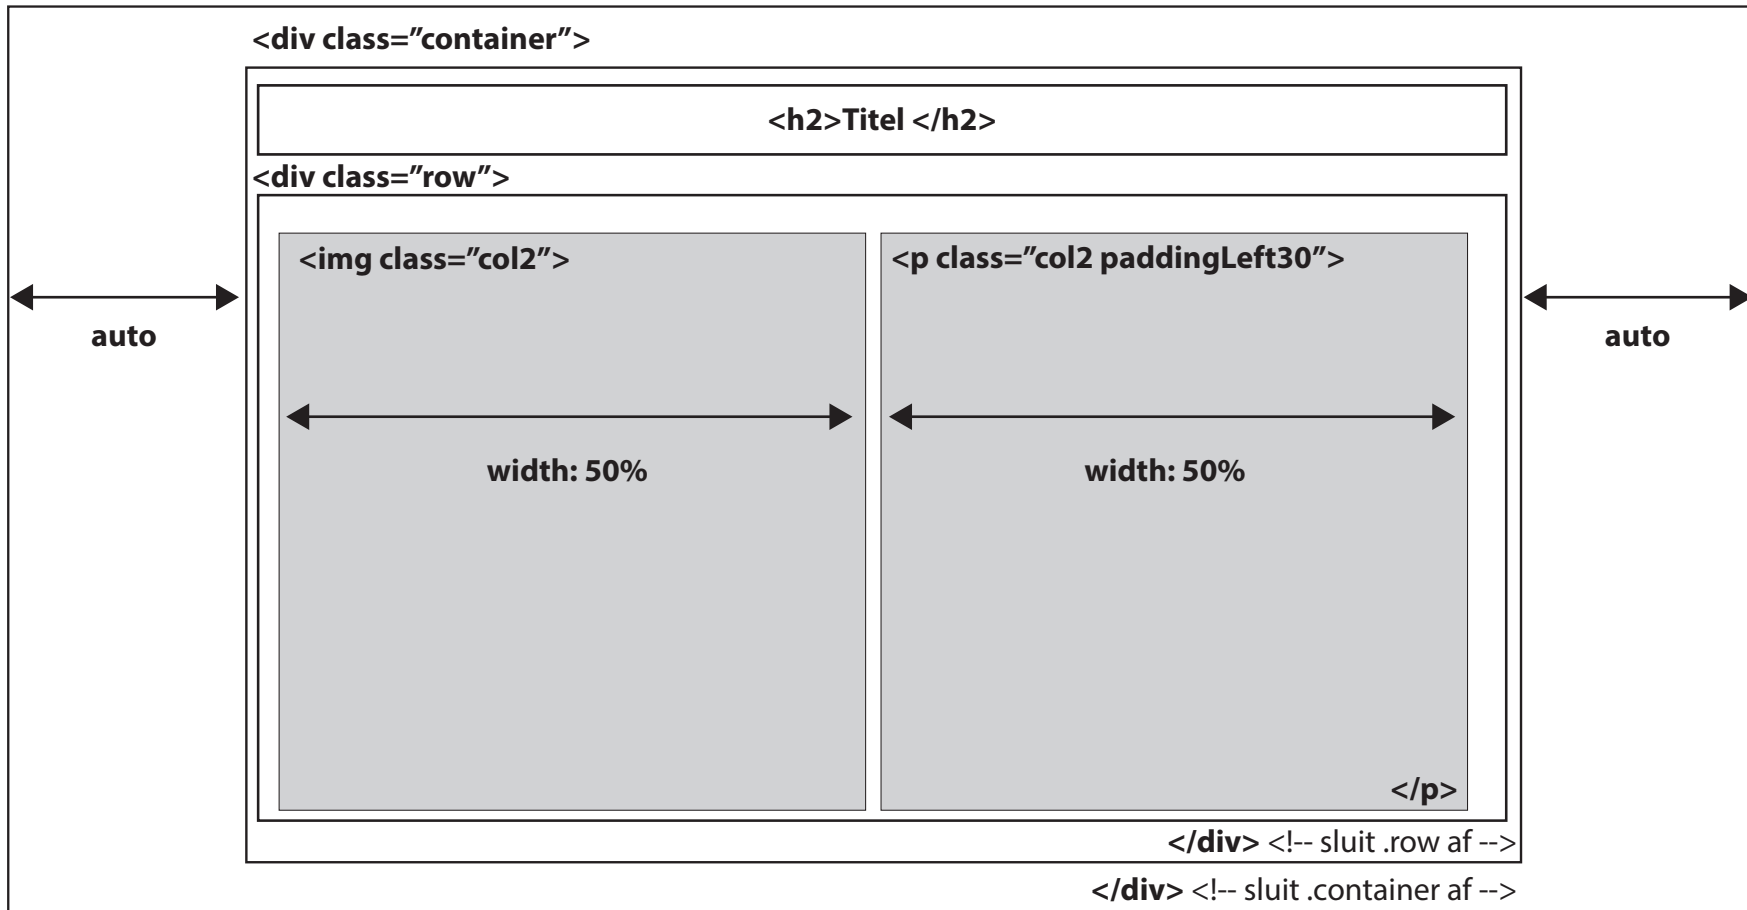 <div class=”container”>
<h2>Titel </h2>
<div class=”row”>
<img class=”col2”>
<p class=”col2 paddingLeft30”>
auto
auto
width: 50%
width: 50%
</p>
</div> <!-- sluit .row af -->
</div> <!-- sluit .container af -->